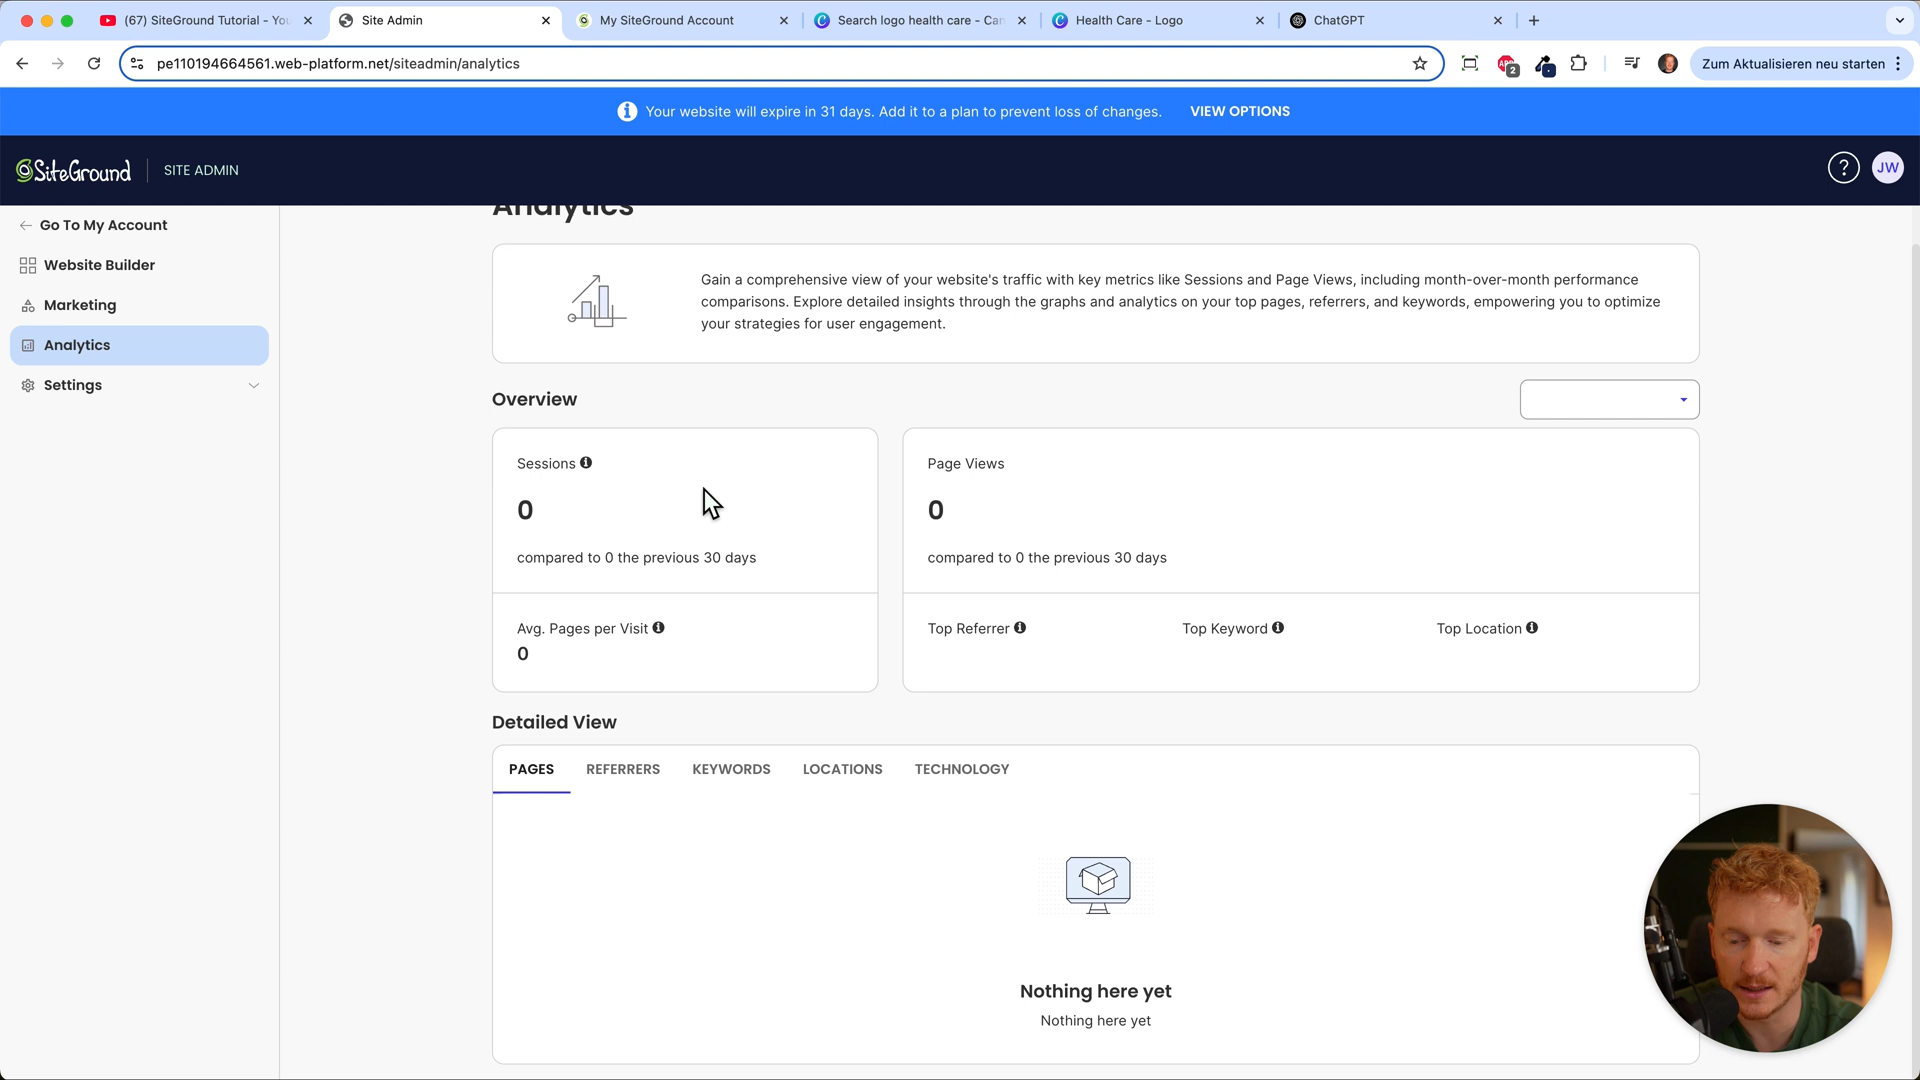 (67) SiteGround Tutorial - Yo
Site Admin
My SiteGround Account
Search logo health care - Can
Health Care - Logo
ChatGPT
pe110194664561.web-platform.net/siteadmin/analytics
2
Zum Aktualisieren neu starten
Your website will expire in 31 days. Add it to a plan to prevent loss of changes. VIEW OPTIONS
SiteGround SITE ADMIN
? JW
Go To My Account
Website Builder
Marketing
Analytics
Settings
Analytics
Gain a comprehensive view of your website's traffic with key metrics like Sessions and Page Views, including month-over-month performance
comparisons. Explore detailed insights through the graphs and analytics on your top pages, referrers, and keywords, empowering you to optimize
your strategies for user engagement.
Overview
Sessions
0
compared to 0 the previous 30 days
Avg. Pages per Visit
0
Page Views
0
compared to 0 the previous 30 days
Top Referrer
Top Keyword
Top Location
Detailed View
PAGES REFERRERS KEYWORDS LOCATIONS TECHNOLOGY
Nothing here yet
Nothing here yet